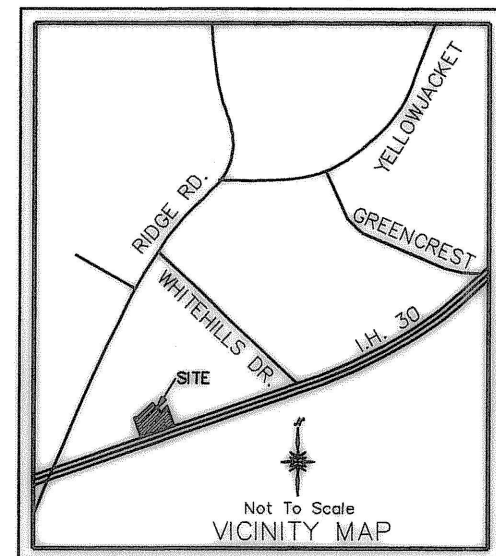 YELLOWJACKET
RIDGE RD.
GREENCREST
WHITEHILLS DR.
I.H. 30
SITE
N
Not To Scale
VICINITY MAP